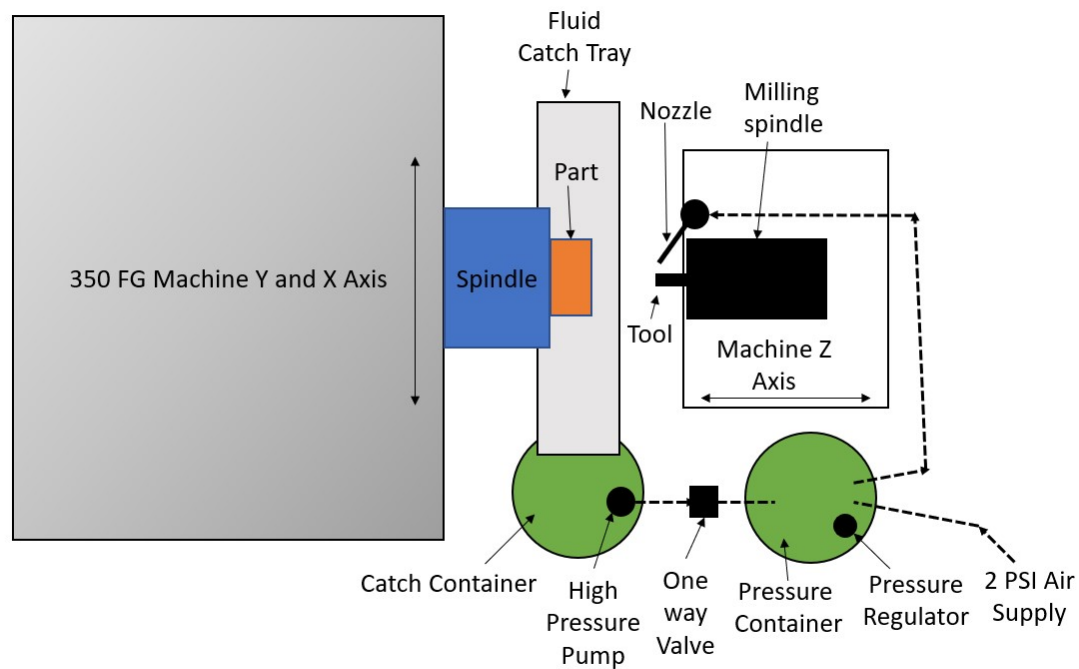 Fluid
Catch Tray
Milling
spindle
Nozzle
Part
350 FG Machine Y and X Axis
Spindle
Tool
Machine Z
Axis
Catch Container
High
Pressure
Pump
One
way
Valve
Pressure
Container
Pressure
Regulator
2 PSI Air
Supply